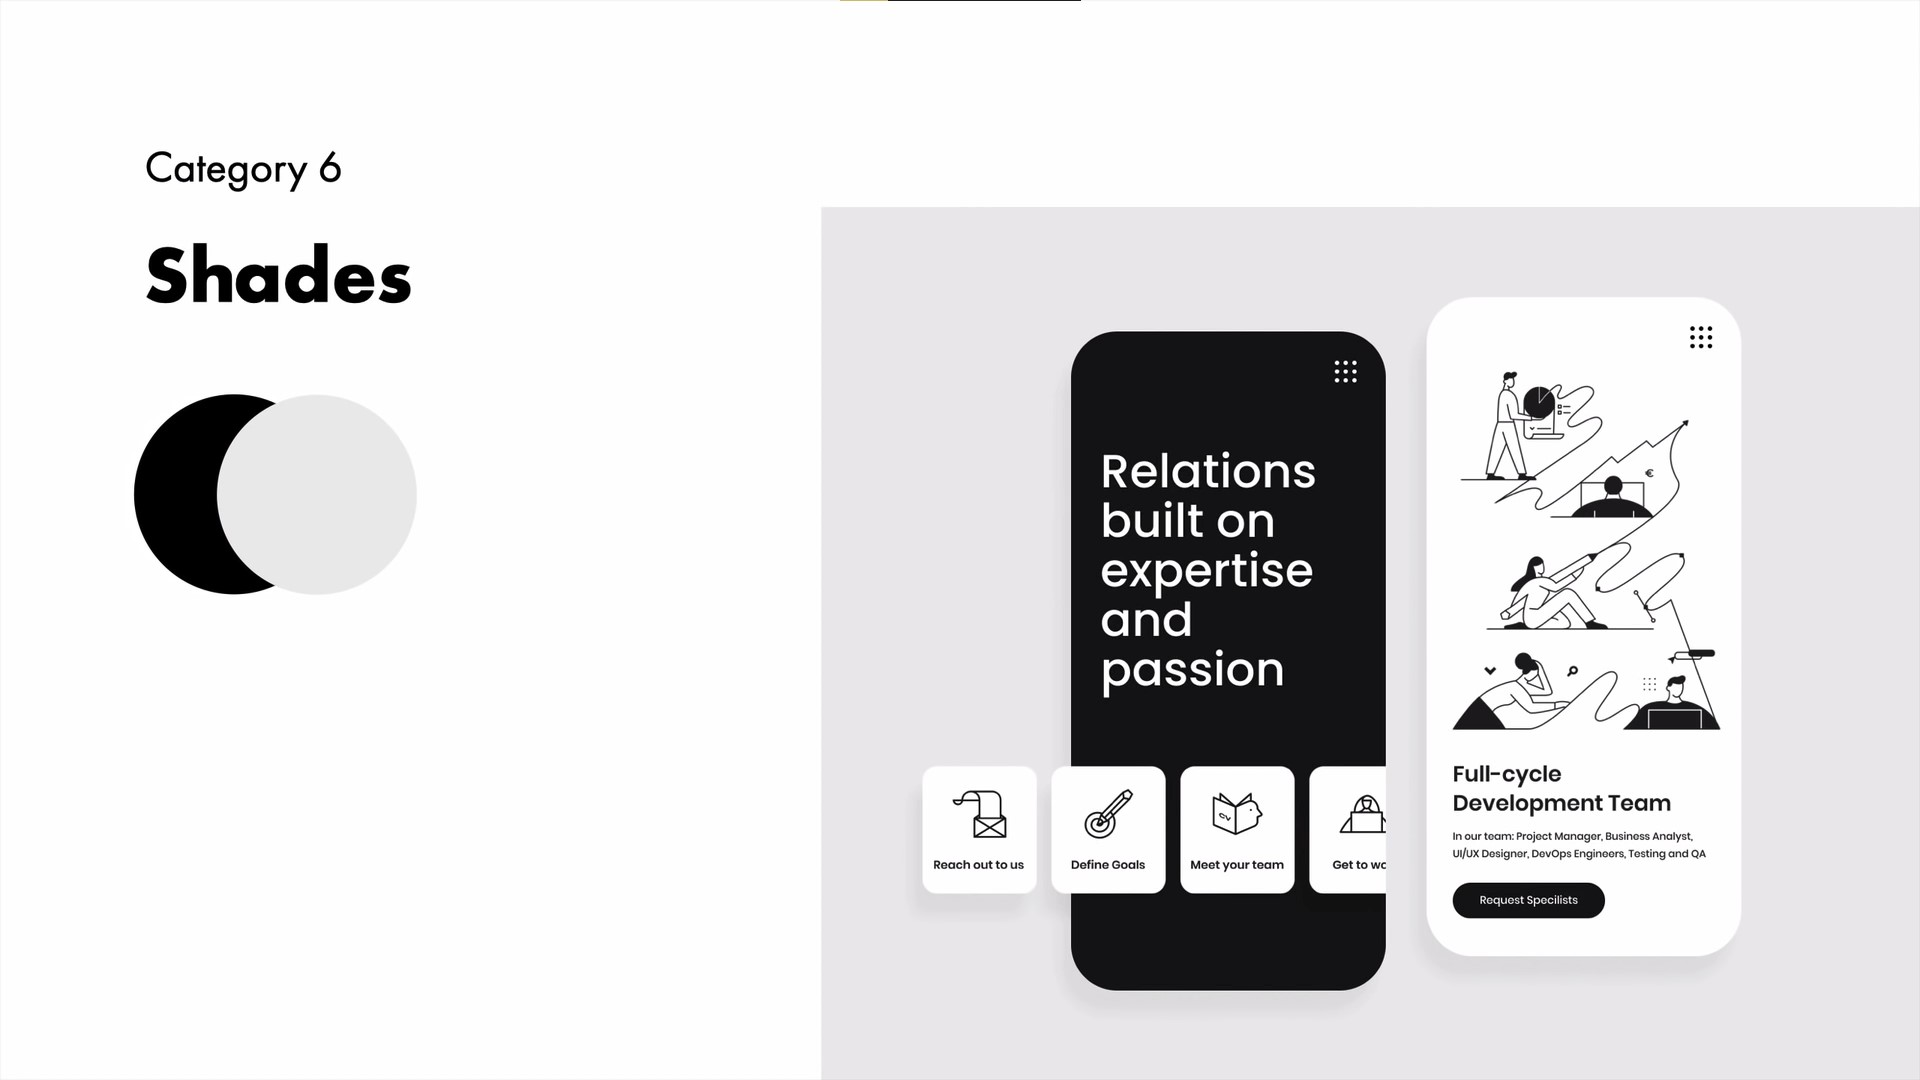 Category 6
Shades
Relations
built on
expertise
and
passion
Reach out to us
Define Goals
Meet your team
Get to wo
Full-cycle
Development Team
In our team: Project Manager, Business Analyst,
UI/UX Designer, DevOps Engineers, Testing and QA
Request Specilists
CV
€